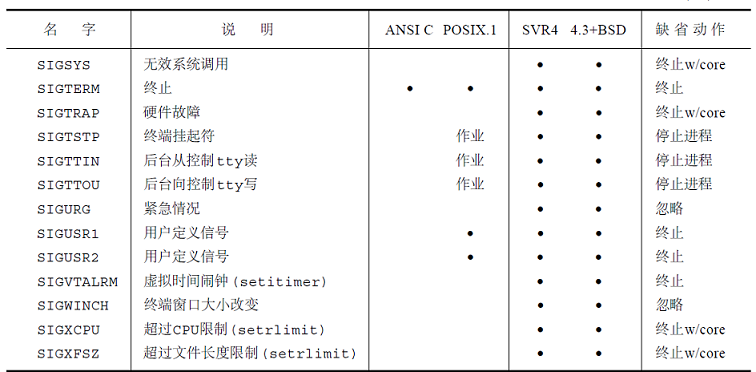 名 字 说 明 ANSI C POSIX.1 SVR4 4.3+BSD 缺省动作
SIGSYS 无效系统调用 • • 终止w/core
SIGTERM 终止 • • • • 终止
SIGTRAP 硬件故障 • • 终止w/core
SIGTSTP 终端挂起符 作业 • • 停止进程
SIGTTIN 后台从控制tty读 作业 • • 停止进程
SIGTTOU 后台向控制tty写 作业 • • 停止进程
SIGURG 紧急情况 • • 忽略
SIGUSR1 用户定义信号 • • • 终止
SIGUSR2 用户定义信号 • • • 终止
SIGVTALRM 虚拟时间闹钟(setitimer) • • 终止
SIGWINCH 终端窗口大小改变 • • 忽略
SIGXCPU 超过CPU限制(setrlimit) • • 终止w/core
SIGXFSZ 超过文件长度限制(setrlimit) • • 终止w/core